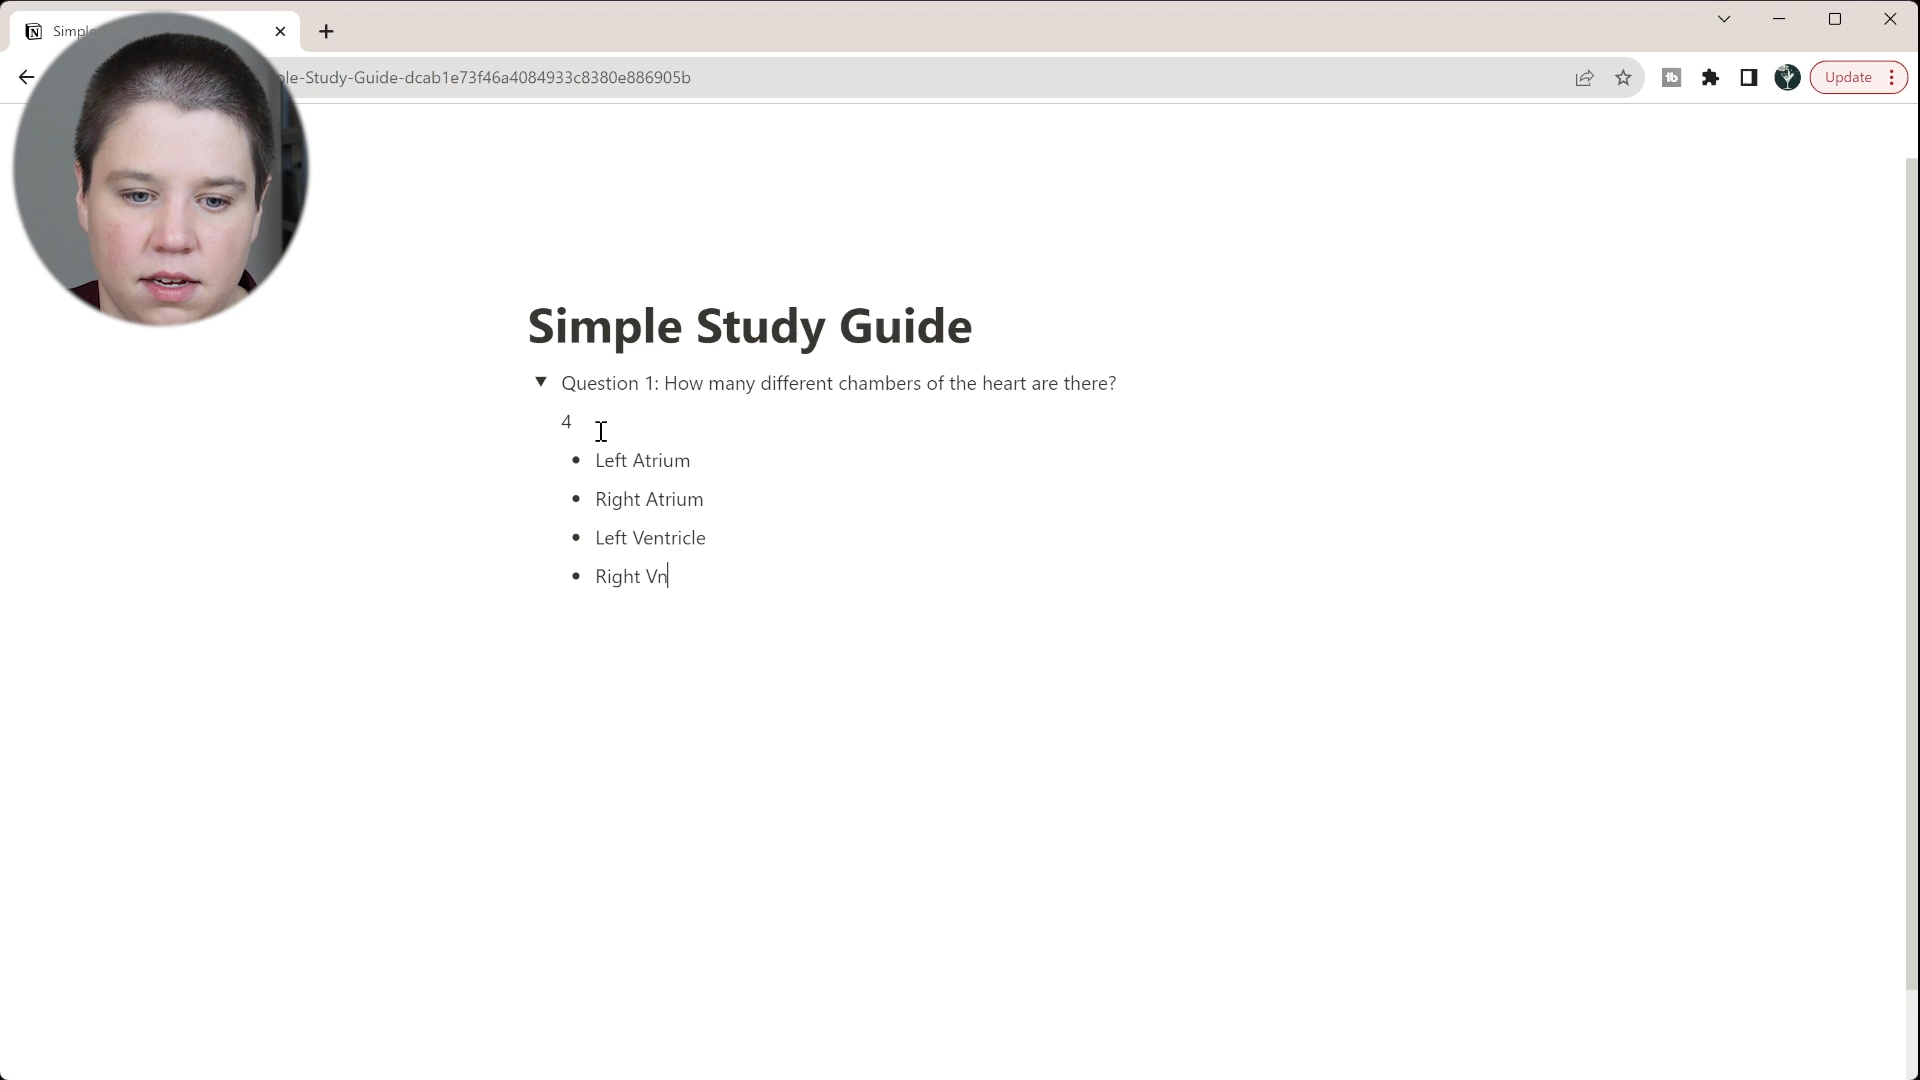 Simple
ple-Study-Guide-dcab1e73f46a4084933c8380e886905b
Update
Simple Study Guide
Question 1: How many different chambers of the heart are there?
4
Left Atrium
Right Atrium
Left Ventricle
Right Vn